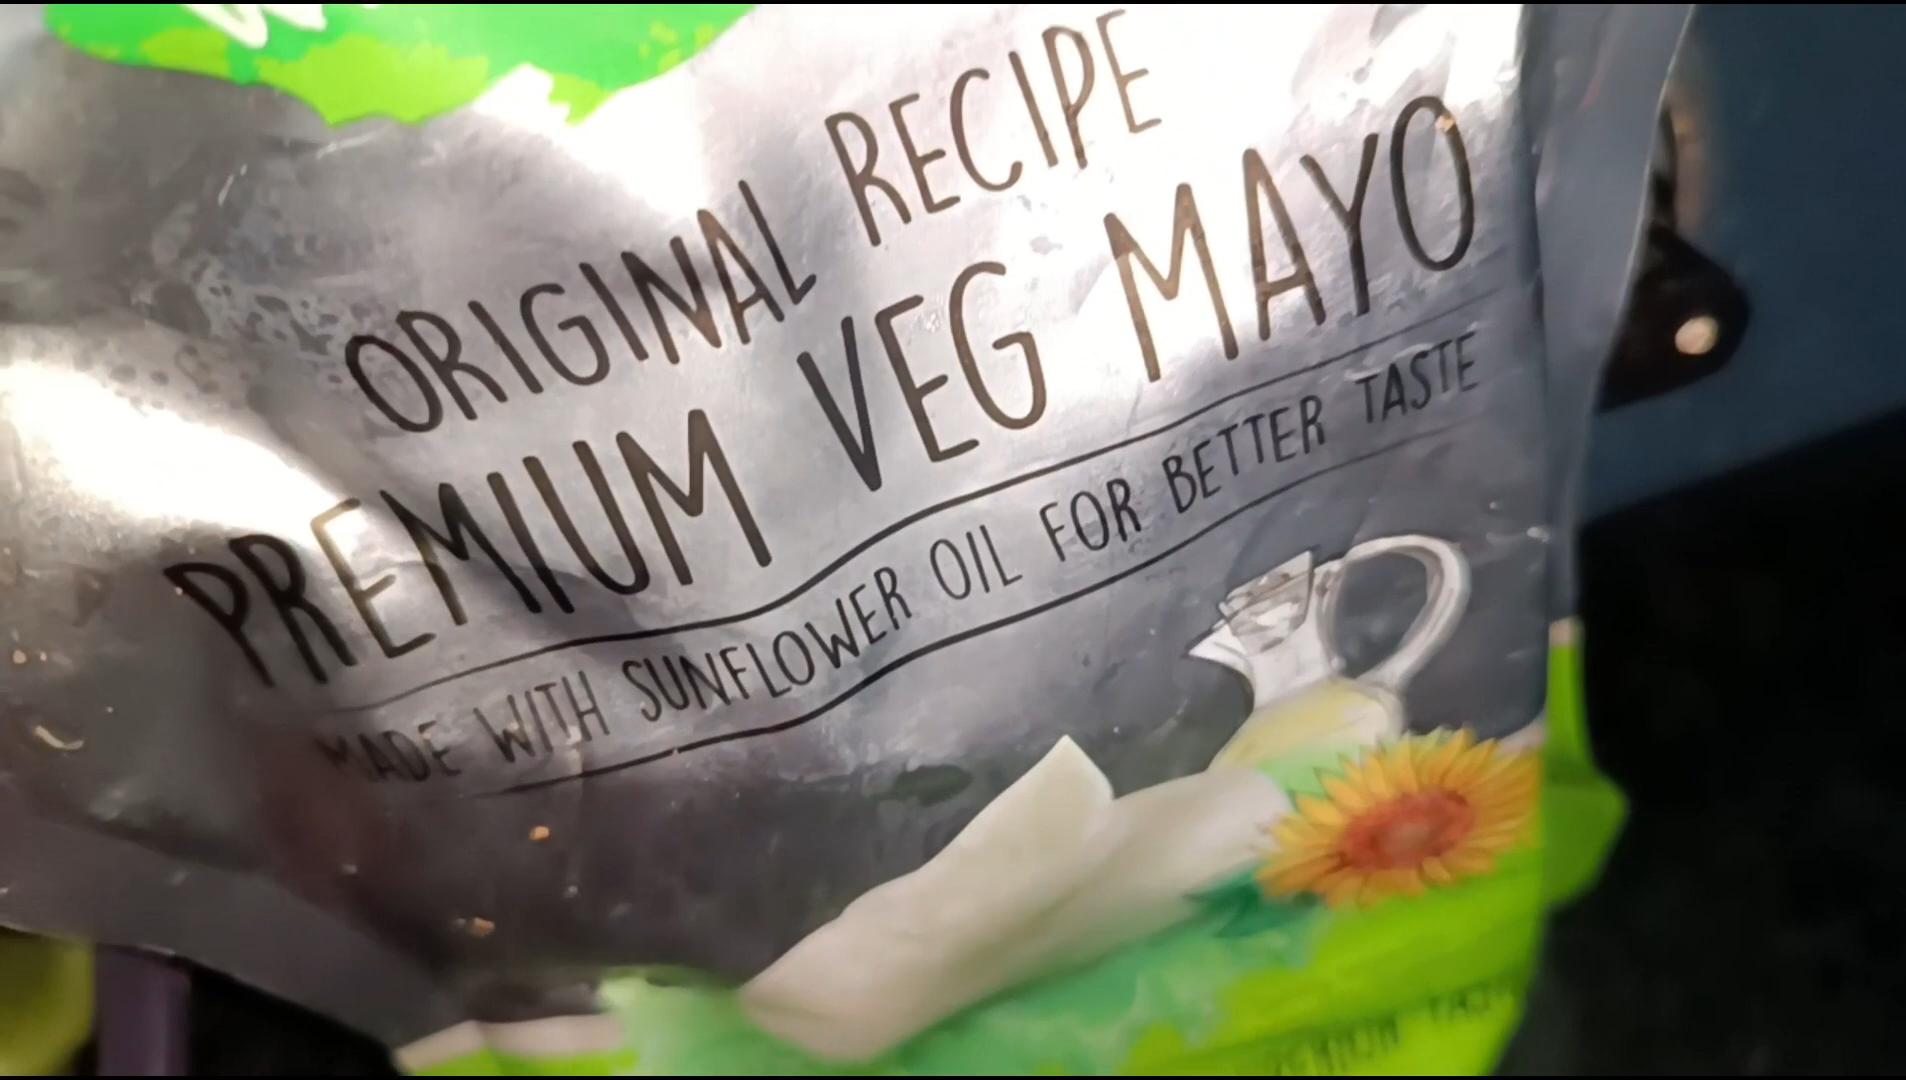 ORIGINAL RECIPE
PREMIUM VEG MAYO
MADE WITH SUNFLOWER OIL FOR BETTER TASTE